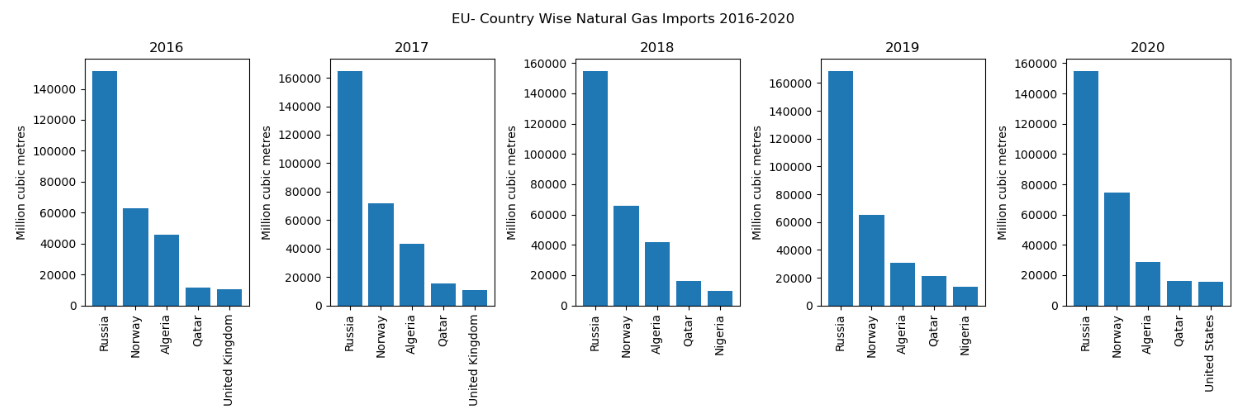 EU- Country Wise Natural Gas Imports 2016-2020
2016
Million cubic metres
140000
120000
100000
80000
60000
40000
20000
0
Russia
Norway
Algeria
Qatar
United Kingdom
2017
Million cubic metres
160000
140000
120000
100000
80000
60000
40000
20000
0
Russia
Norway
Algeria
Qatar
United Kingdom
2018
Million cubic metres
160000
140000
120000
100000
80000
60000
40000
20000
0
Russia
Norway
Algeria
Qatar
Nigeria
2019
Million cubic metres
160000
140000
120000
100000
80000
60000
40000
20000
0
Russia
Norway
Algeria
Qatar
Nigeria
2020
Million cubic metres
160000
140000
120000
100000
80000
60000
40000
20000
0
Russia
Norway
Algeria
Qatar
United States